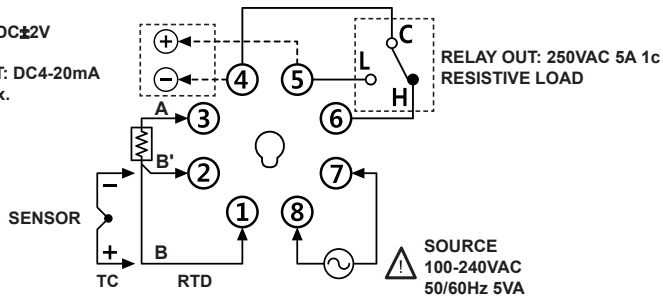 DC±2V
T: DC4-20mA
x.
+
−
4
5
L
C
H
RELAY OUT: 250VAC 5A 1c
RESISTIVE LOAD
A
3
6
B'
2
7
−
SENSOR
+
1
8
B
TC
RTD
SOURCE
100-240VAC
50/60Hz 5VA
!